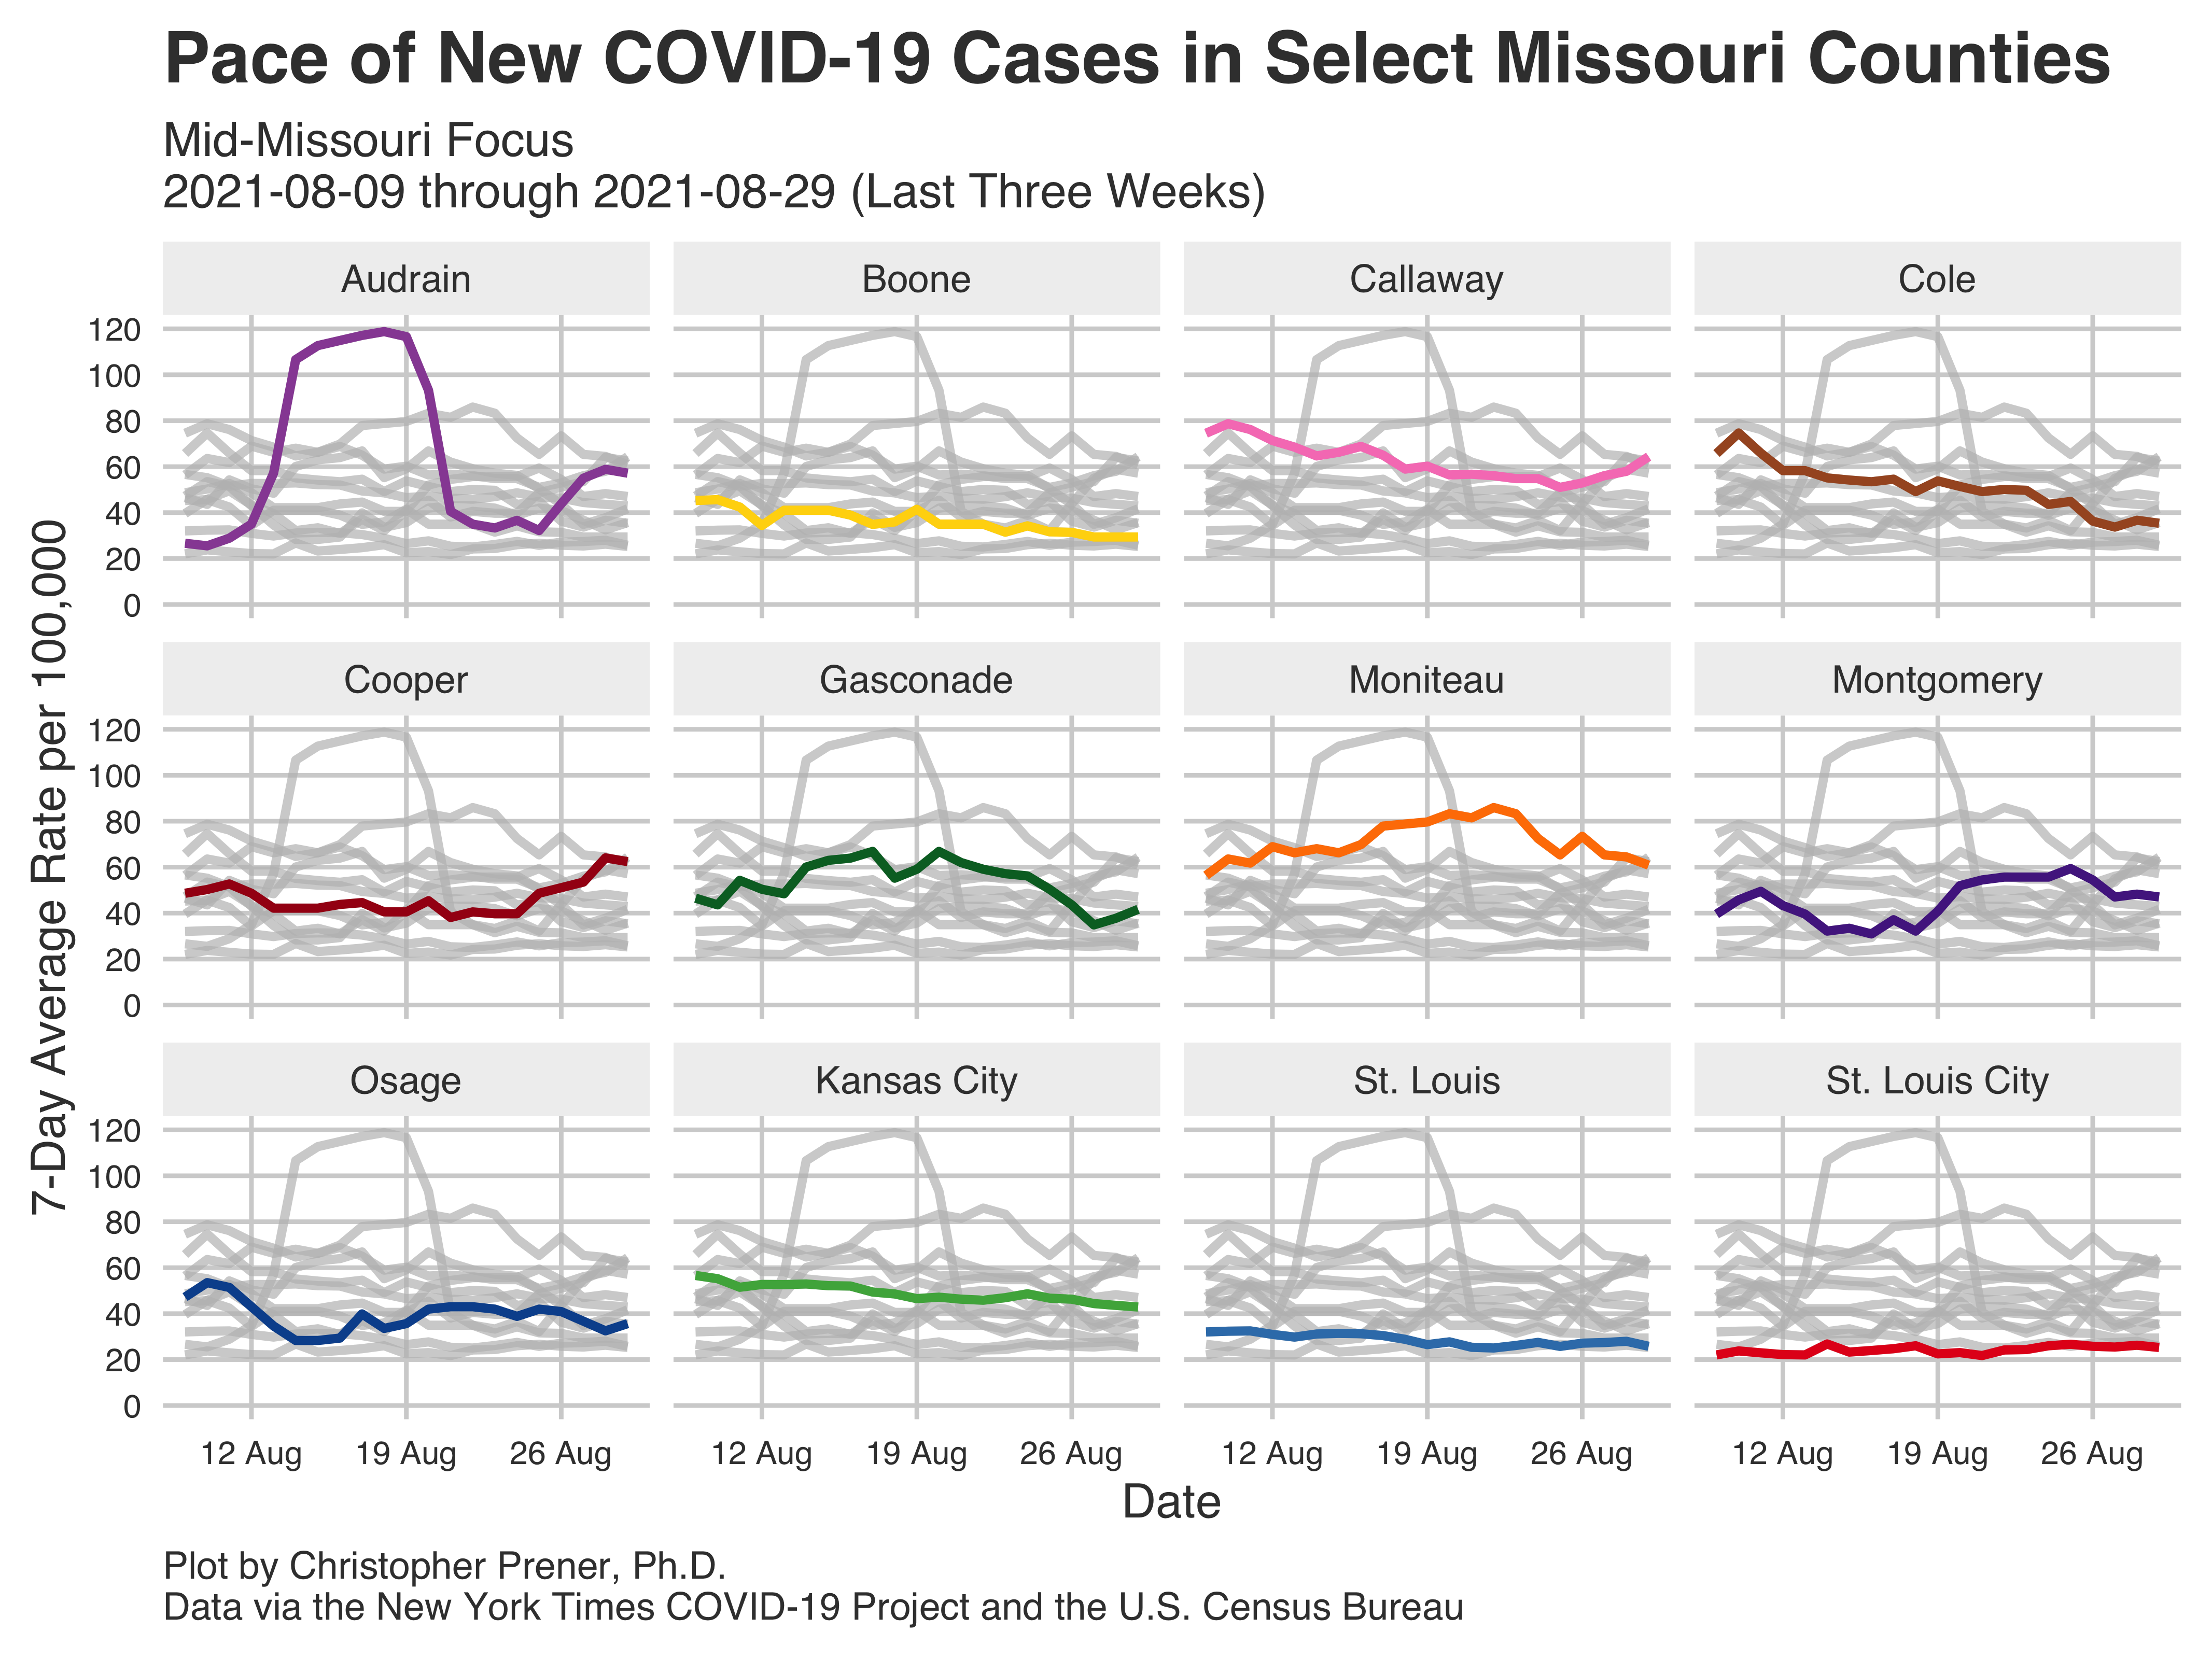 Pace of New COVID-19 Cases in Select Missouri Counties
Mid-Missouri Focus
2021-08-09 through 2021-08-29 (Last Three Weeks)
7-Day Average Rate per 100,000
Audrain
Boone
Callaway
Cole
120
100
80
60
40
20
0
Cooper
Gasconade
Moniteau
Montgomery
120
100
80
60
40
20
0
Osage
Kansas City
St. Louis
St. Louis City
120
100
80
60
40
20
0
12 Aug 19 Aug 26 Aug 12 Aug 19 Aug 26 Aug 12 Aug 19 Aug 26 Aug 12 Aug 19 Aug 26 Aug
Date
Plot by Christopher Prener, Ph.D.
Data via the New York Times COVID-19 Project and the U.S. Census Bureau